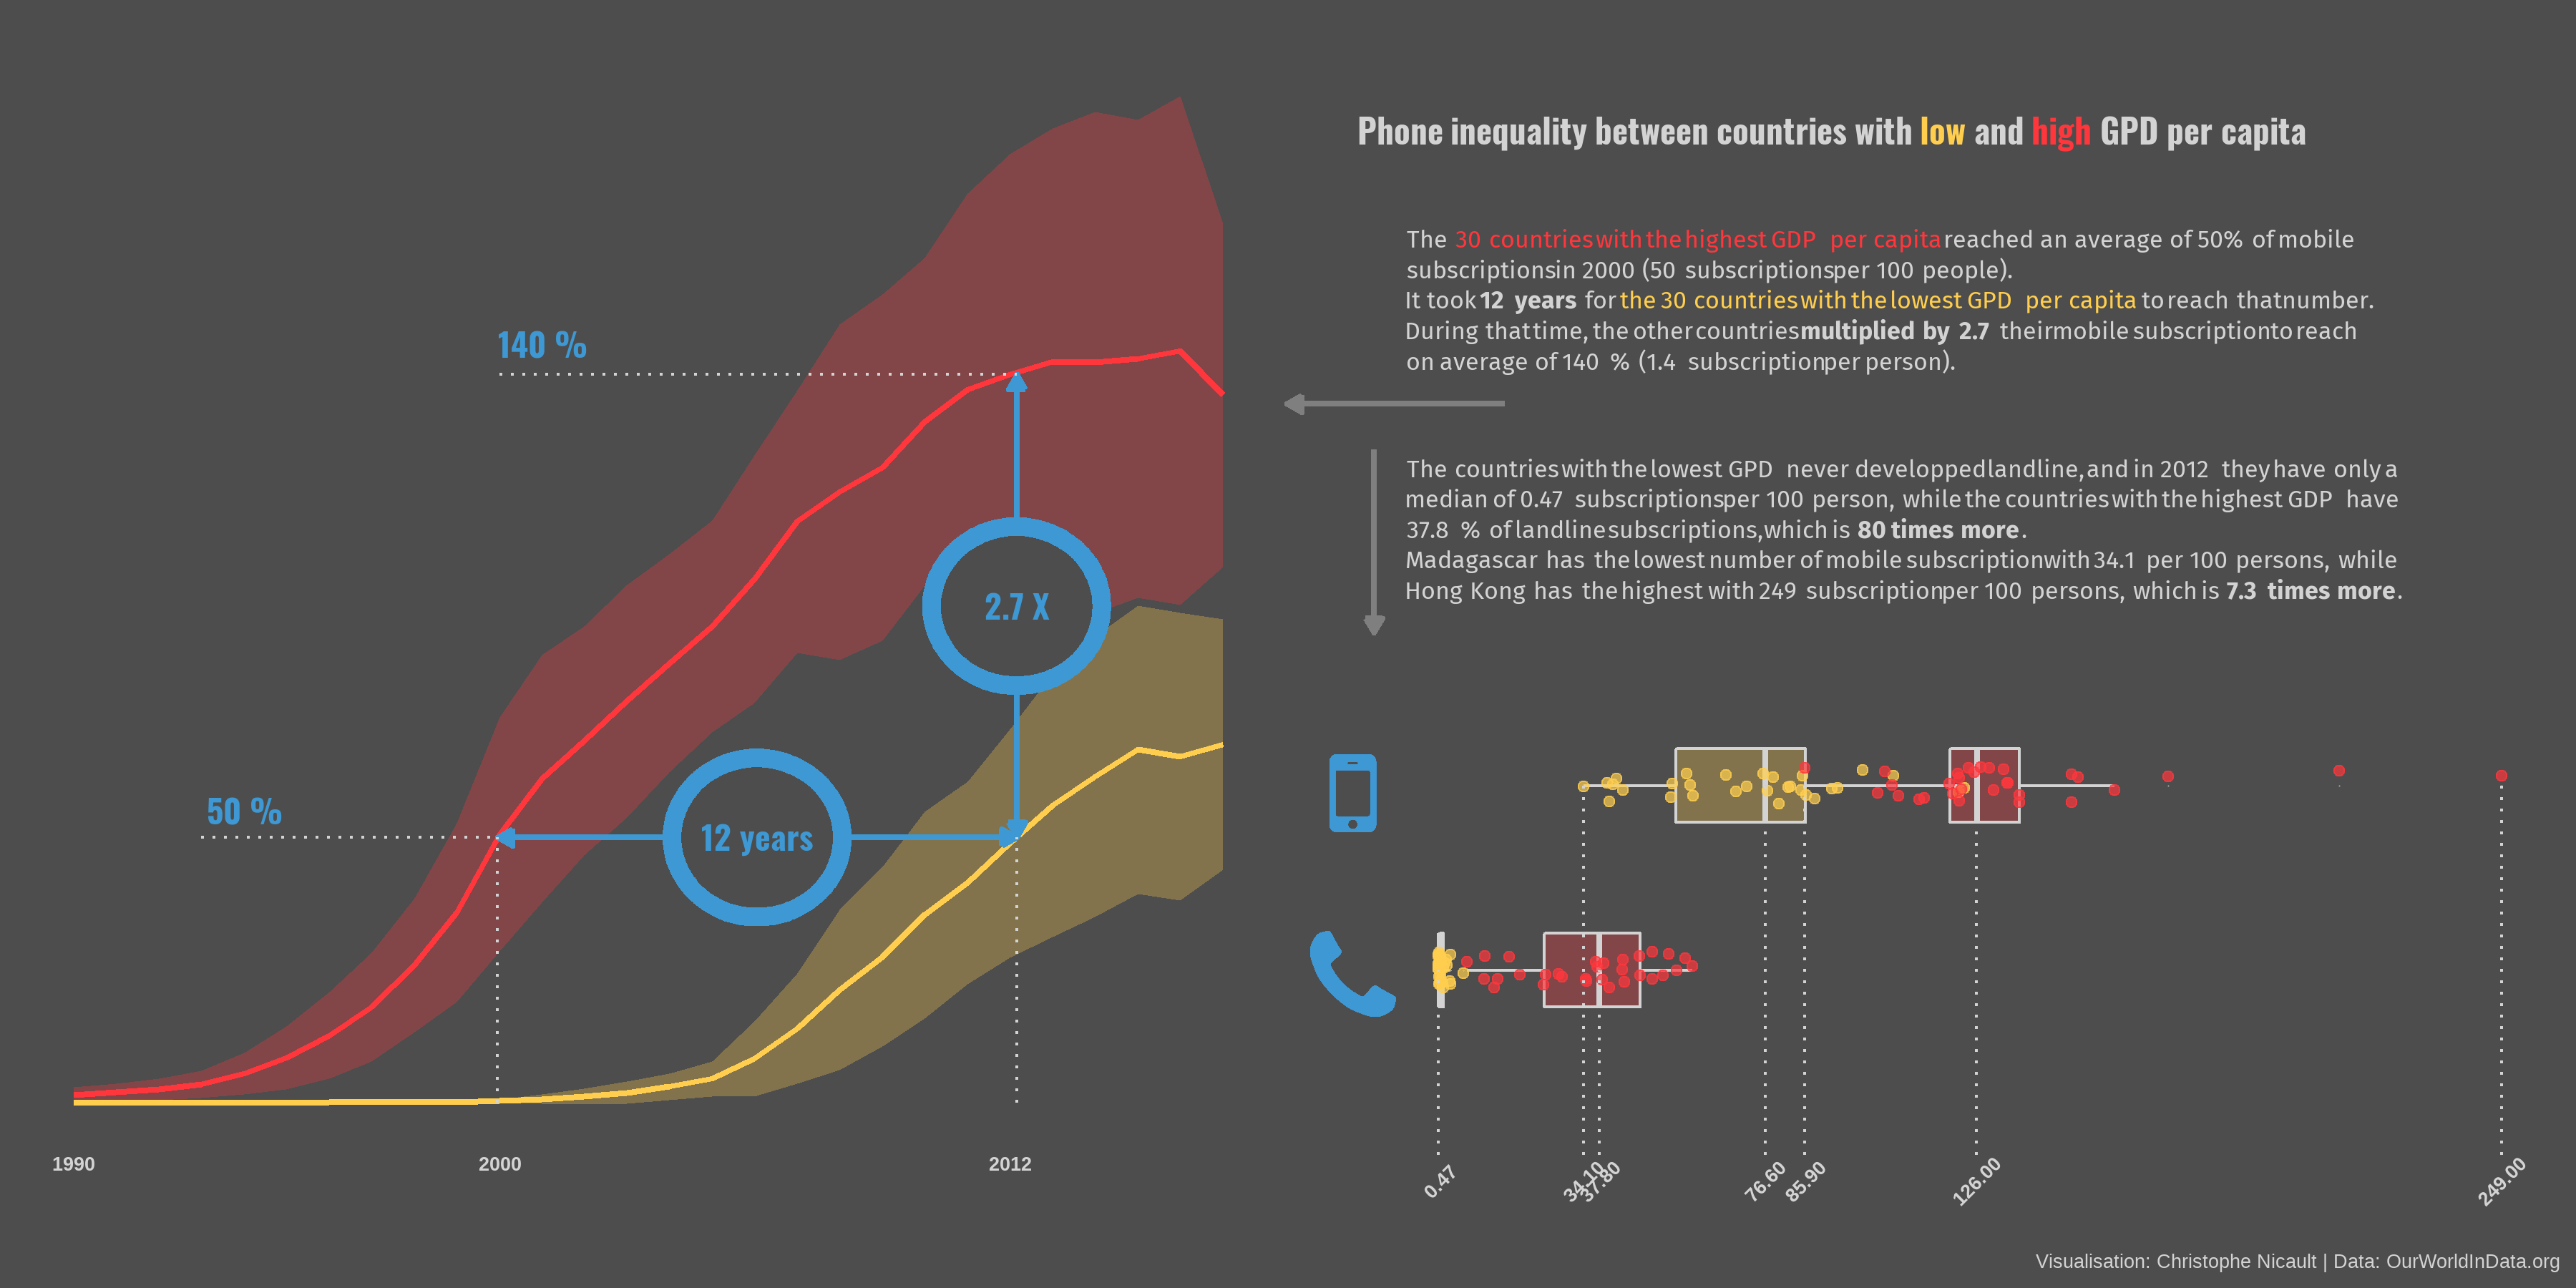 Phone inequality between countries with low and high GPD per capita
The 30 countries with the highest GDP per capita reached an average of 50% of mobile
subscriptions in 2000 (50 subscriptions per 100 people).
It took 12 years for the 30 countries with the lowest GPD per capita to reach that number.
During that time, the other countries multiplied by 2.7 their mobile subscription to reach
on average of 140 % (1.4 subscription per person).
The countries with the lowest GPD never developped landline, and in 2012 they have only a
median of 0.47 subscriptions per 100 person, while the countries with the highest GDP have
37.8 % of landline subscriptions, which is 80 times more.
Madagascar has the lowest number of mobile subscription with 34.1 per 100 persons, while
Hong Kong has the highest with 249 subscription per 100 persons, which is 7.3 times more.
140 %
2.7 X
50 %
12 years
1990
2000
2012
0.47
34.10
37.80
76.60
85.90
126.00
249.00
Visualisation: Christophe Nicault | Data: OurWorldInData.org